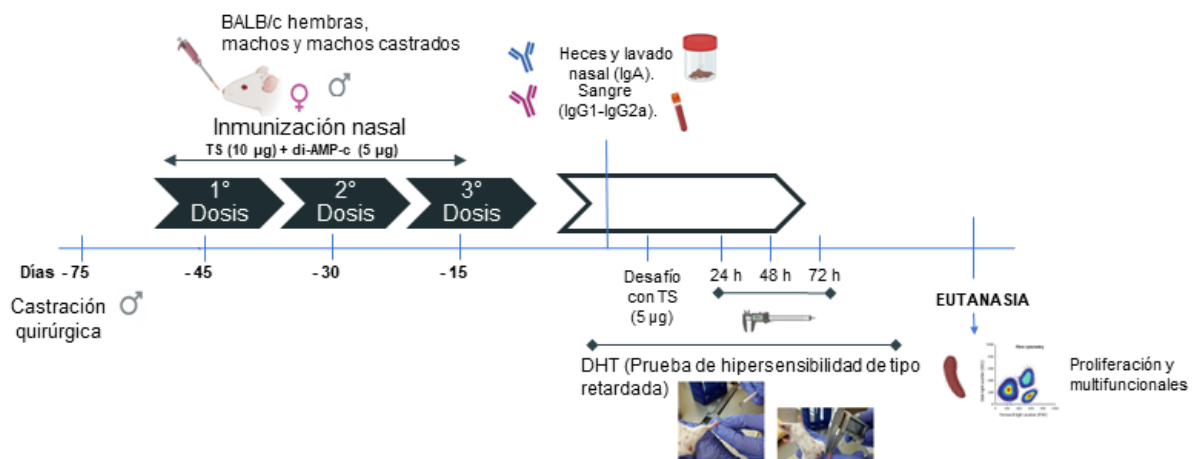 BALB/c hembras,
machos y machos castrados
Inmunización nasal
TS (10 µg) + di-AMP-c (5 µg)
Heces y lavado
nasal (IgA).
Sangre
(IgG1-IgG2a).
1°
Dosis
2°
Dosis
3°
Dosis
Días -75
-45
-30
-15
Castración
quirúrgica
Desafío
con TS
(5 µg)
24 h
48 h
72 h
DHT (Prueba de hipersensibilidad de tipo
retardada)
EUTANASIA
Proliferación y
multifuncionales